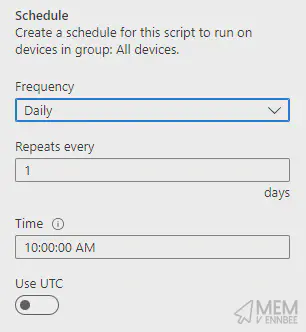 Schedule
Create a schedule for this script to run on
devices in group: All devices.
Frequency
Daily
Repeats every
1
days
Time
10:00:00 AM
Use UTC
MEM
V ENNBEE